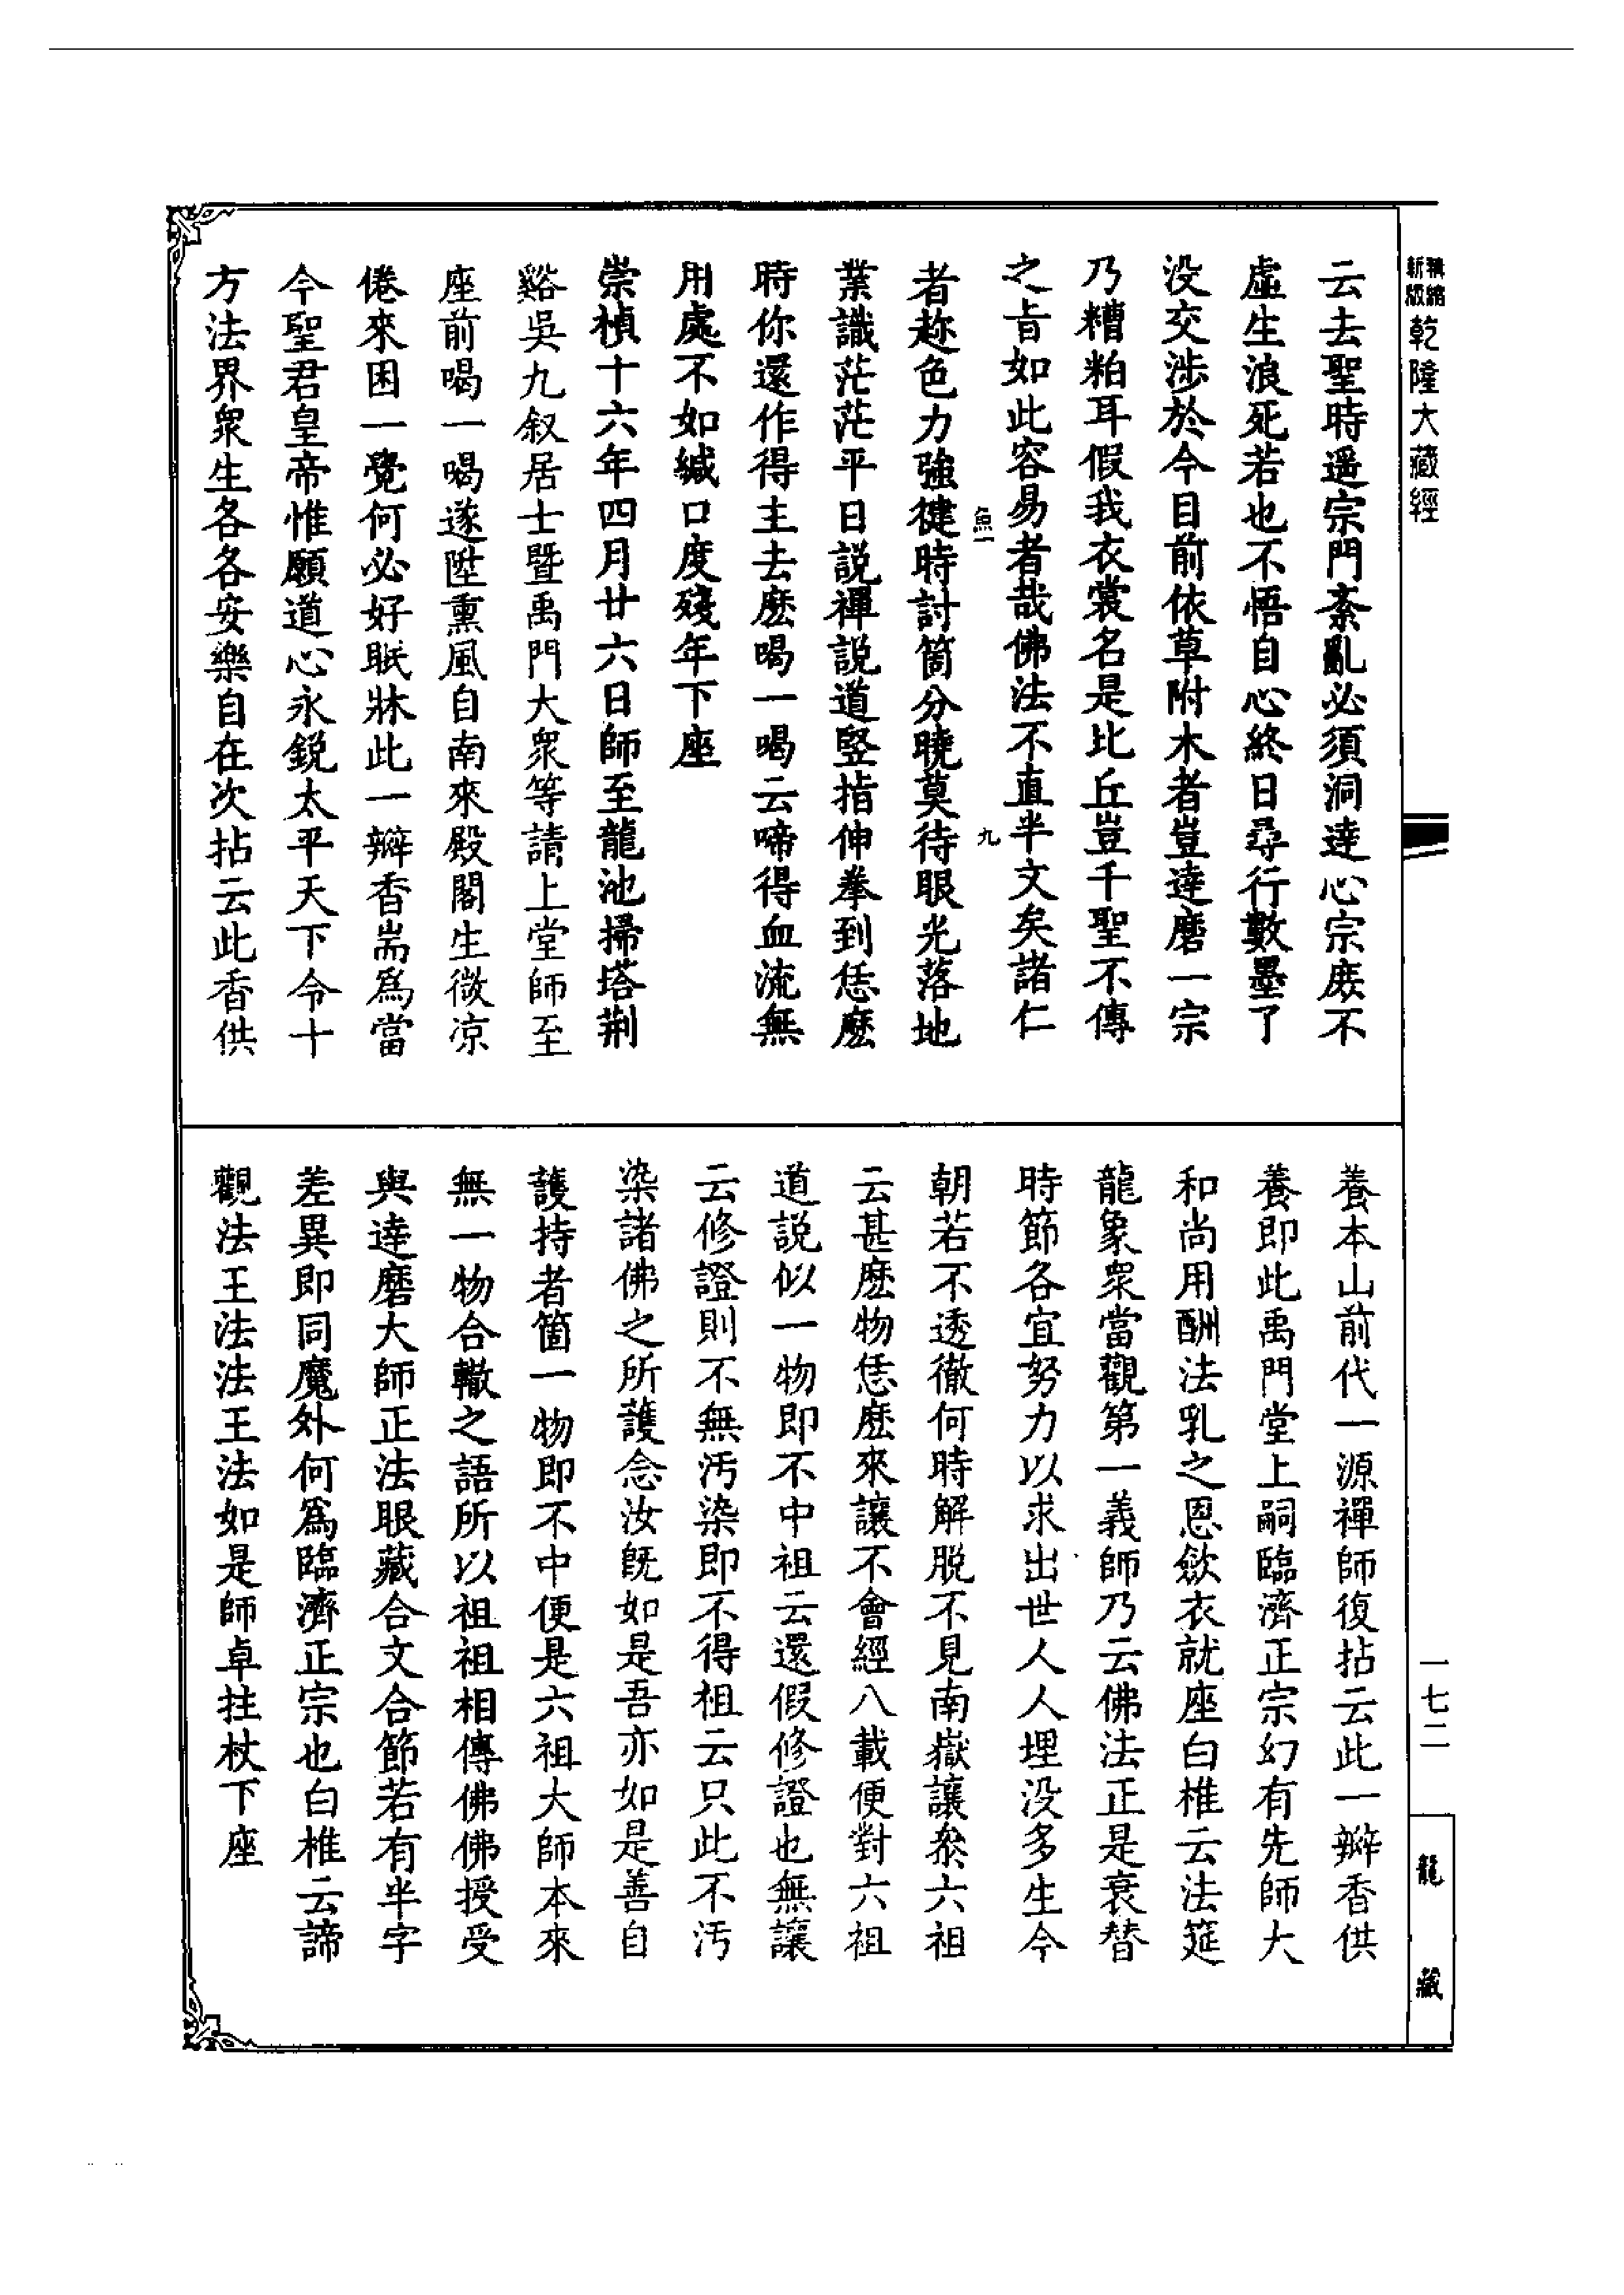 新版精縮乾隆大藏經
云去聖時遥宗門紊亂必須洞達心宗庻不
虛生浪死若也不悟自心終日尋行數墨了
没交涉於今目前依草附木者豈達磨一宗
乃糟粕耳假我衣裳名是比丘豈千聖不傳
之旨如此容易者哉佛法不直半文矣諸仁
魚一 九
者趂色力強健時討箇分曉莫待眼光落地
業識茫茫平日説禪説道竪指伸拳到恁麼
時你還作得主去麽喝一喝云啼得血流無
用處不如緘口度殘年下座
崇禎十六年四月廿六日師至龍池掃塔荆
谿吳九叙居士暨禹門大衆等請上堂師至
座前喝一喝遂陞熏風自南來殿閣生微凉
倦來困一覺何必好眠牀此一瓣香耑爲當
今聖君皇帝惟願道心永鋭太平天下令十
方法界衆生各各安樂自在次拈云此香供
養本山前代一源禪師復拈云此一瓣香供
養即此禹門堂上嗣臨濟正宗幻有先師大
和尚用酬法乳之恩歛衣就座白椎云法筵
龍象衆當觀第一義師乃云佛法正是衰替
時節各宜努力以求出世人人埋没多生今
朝若不透徹何時解脱不見南嶽讓叅六祖
云甚麽物恁麽來讓不會經八載便對六祖
道説似一物即不中祖云還假修證也無讓
云修證則不無汚染即不得祖云只此不汚
染諸佛之所護念汝旣如是吾亦如是善自
護持者箇一物即不中便是六祖大師本來
無一物合轍之語所以祖祖相傳佛佛授受
與達磨大師正法眼藏合文合節若有半字
差異即同魔外何爲臨濟正宗也白椎云諦
觀法王法法王法如是師卓拄杖下座
一七二
龍藏